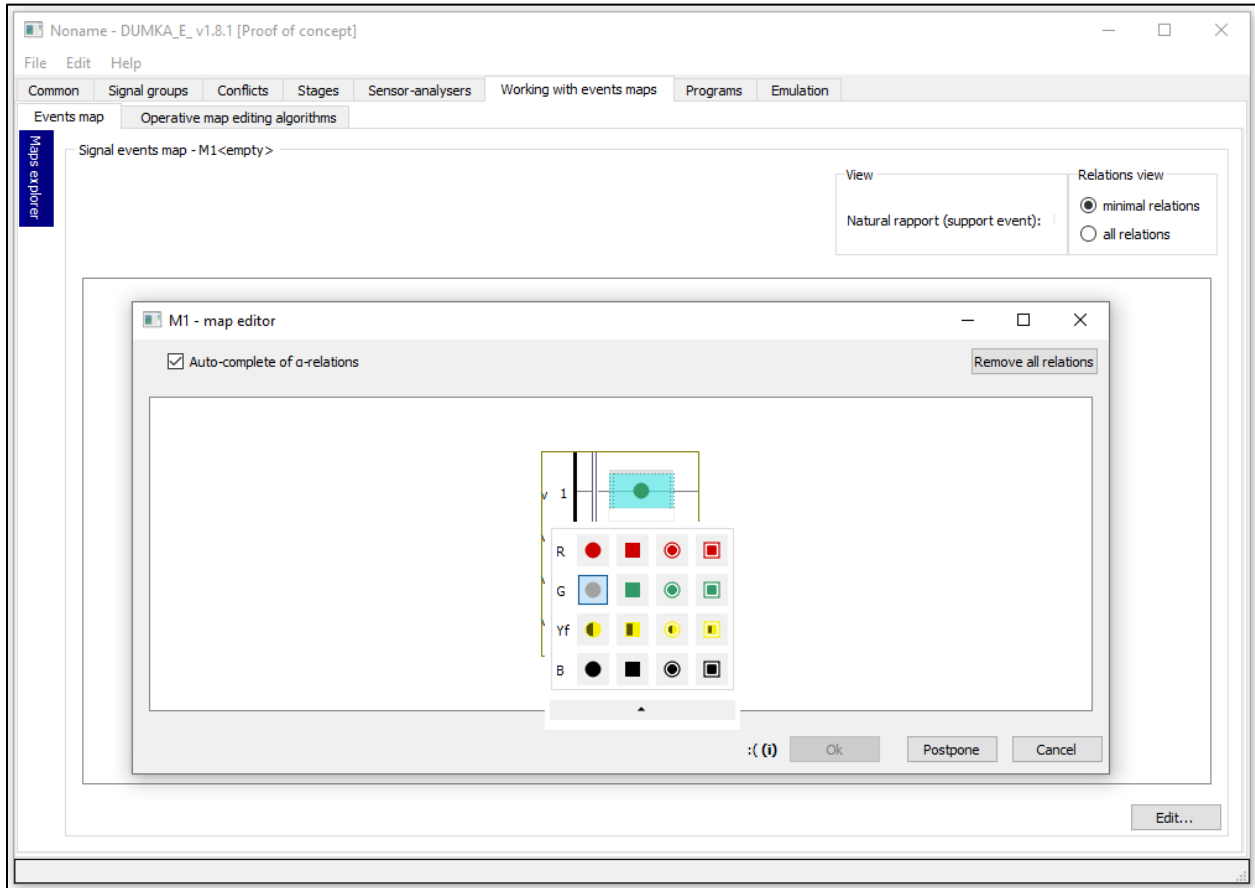 Noname - DUMKA_E_ v1.8.1 [Proof of concept]
File Edit Help
Common Signal groups Conflicts Stages Sensor-analysers Working with events maps Programs Emulation
Events map Operative map editing algorithms
Maps explorer
Signal events map - M1<empty>
View
Natural rapport (support event):
Relations view
minimal relations
all relations
M1 - map editor
Auto-complete of α-relations
Remove all relations
v 1
R
G
Yf
B
:( (i) Ok Postpone Cancel
Edit...